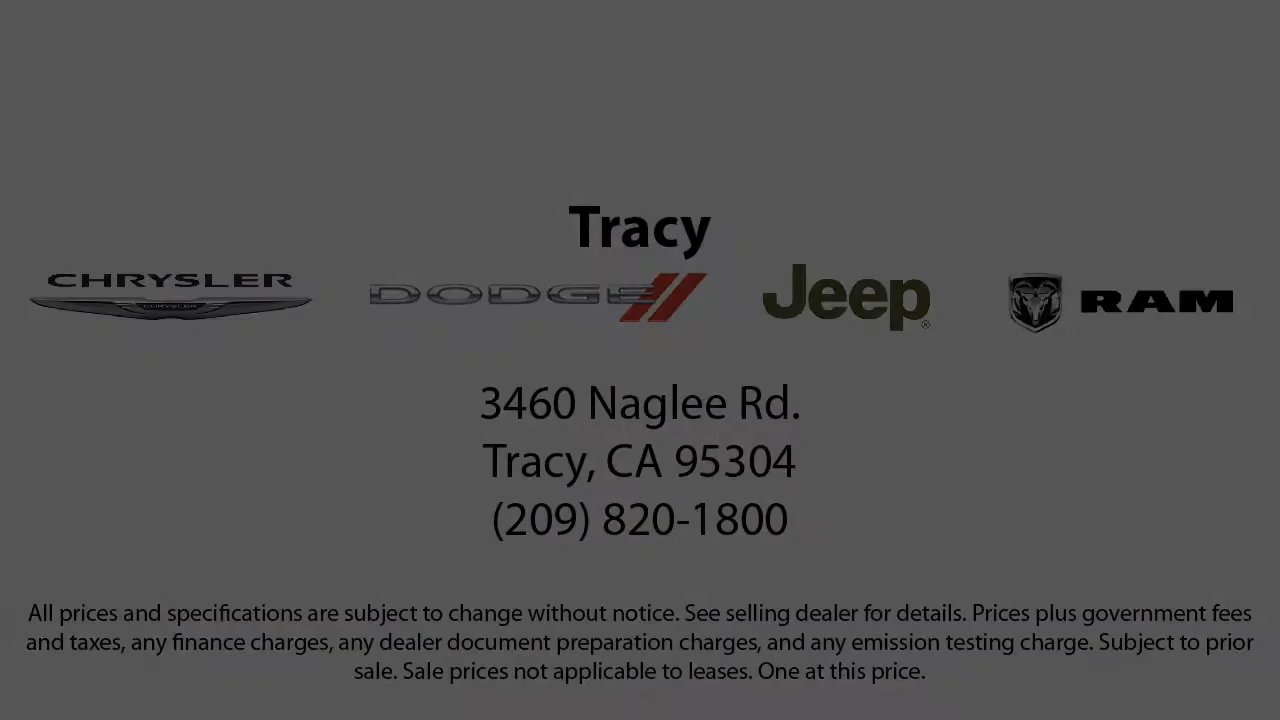 Tracy
CHRYSLER DODGE Jeep® RAM
CHRYSLER
3460 Naglee Rd.
Tracy, CA 95304
(209) 820-1800
All prices and specifications are subject to change without notice. See selling dealer for details. Prices plus government fees
and taxes, any finance charges, any dealer document preparation charges, and any emission testing charge. Subject to prior
sale. Sale prices not applicable to leases. One at this price.